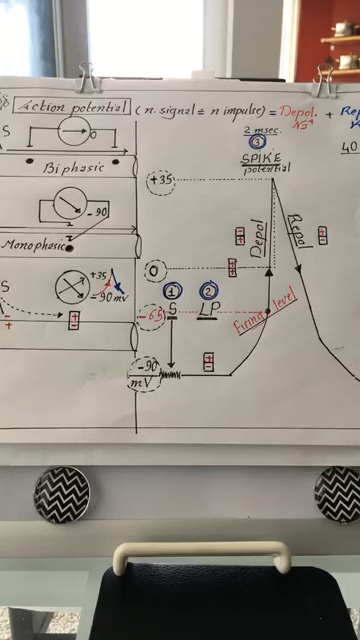 Action potential (n. signal = n impulse) = Depol. +
Na+
S
0
Biphasic
- 90
Monophasic
S
+35
- 90 mV
+
+
2 msec.
3
SPIKE
potential
40
+35
Depol
Repol
0
1
2
S
LP
-65
Firing level
-90
mV